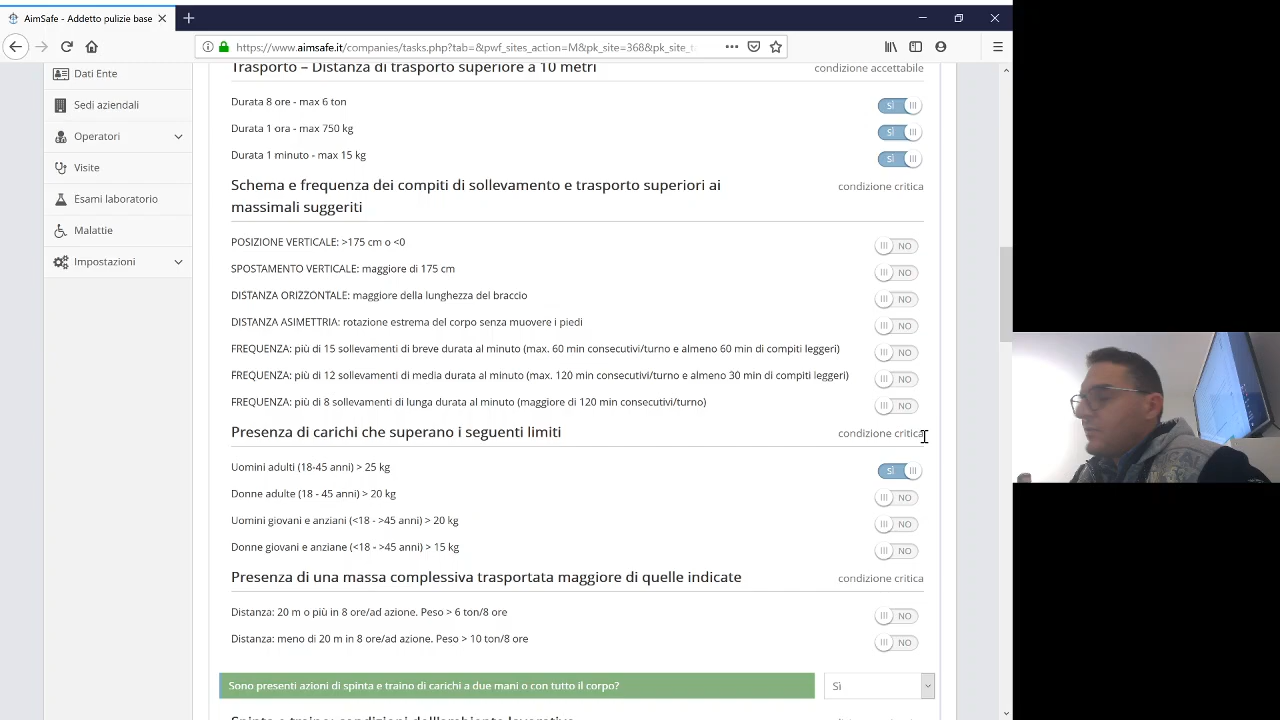 AimSafe - Addetto pulizie base
https://www.aimsafe.it/companies/tasks.php?tab=&pwf_sites_action=M&pk_site=368&pk_site_t
Dati Ente
Sedi aziendali
Operatori
Visite
Esami laboratorio
Malattie
Impostazioni
Trasporto – Distanza di trasporto superiore a 10 metri condizione accettabile
Durata 8 ore - max 6 ton SÌ
Durata 1 ora - max 750 kg SÌ
Durata 1 minuto - max 15 kg SÌ
Schema e frequenza dei compiti di sollevamento e trasporto superiori ai condizione critica
massimali suggeriti
POSIZIONE VERTICALE: >175 cm o <0 NO
SPOSTAMENTO VERTICALE: maggiore di 175 cm NO
DISTANZA ORIZZONTALE: maggiore della lunghezza del braccio NO
DISTANZA ASIMETTRIA: rotazione estrema del corpo senza muovere i piedi NO
FREQUENZA: più di 15 sollevamenti di breve durata al minuto (max. 60 min consecutivi/turno e almeno 60 min di compiti leggeri) NO
FREQUENZA: più di 12 sollevamenti di media durata al minuto (max. 120 min consecutivi/turno e almeno 30 min di compiti leggeri) NO
FREQUENZA: più di 8 sollevamenti di lunga durata al minuto (maggiore di 120 min consecutivi/turno) NO
Presenza di carichi che superano i seguenti limiti condizione critica
Uomini adulti (18-45 anni) > 25 kg SÌ
Donne adulte (18 - 45 anni) > 20 kg NO
Uomini giovani e anziani (<18 - >45 anni) > 20 kg NO
Donne giovani e anziane (<18 - >45 anni) > 15 kg NO
Presenza di una massa complessiva trasportata maggiore di quelle indicate condizione critica
Distanza: 20 m o più in 8 ore/ad azione. Peso > 6 ton/8 ore NO
Distanza: meno di 20 m in 8 ore/ad azione. Peso > 10 ton/8 ore NO
Sono presenti azioni di spinta e traino di carichi a due mani o con tutto il corpo? Sì